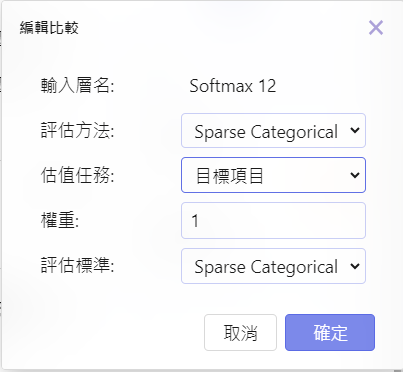 編輯比較
輸入層名: Softmax 12
評估方法: Sparse Categorical
估值任務: 目標項目
權重: 1
評估標準: Sparse Categorical
取消 確定